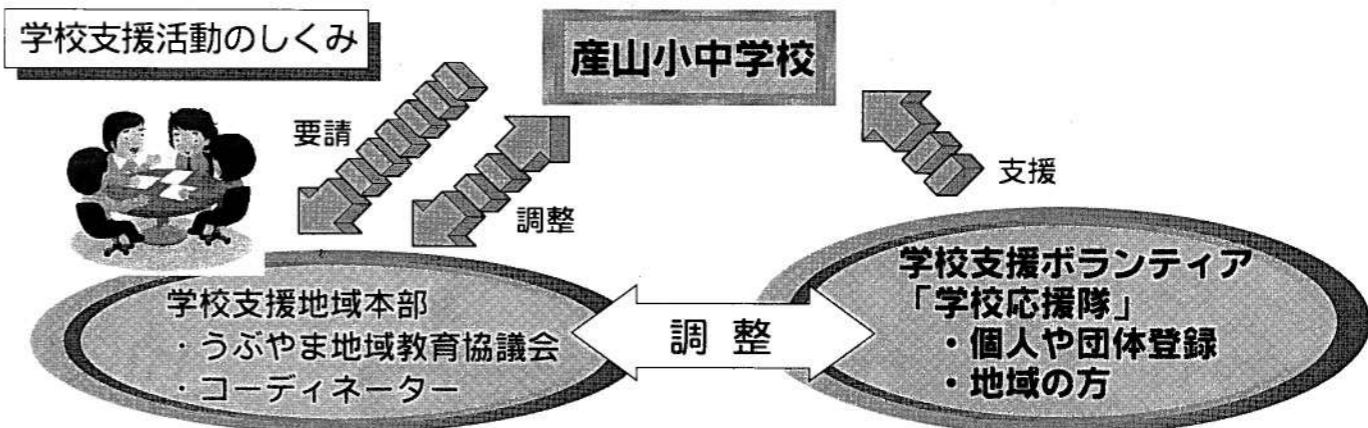 学校支援活動のしくみ
産山小中学校
要請
調整
支援
学校支援地域本部
・うぶやま地域教育協議会
・コーディネーター
調整
学校支援ボランティア
「学校応援隊」
・個人や団体登録
・地域の方